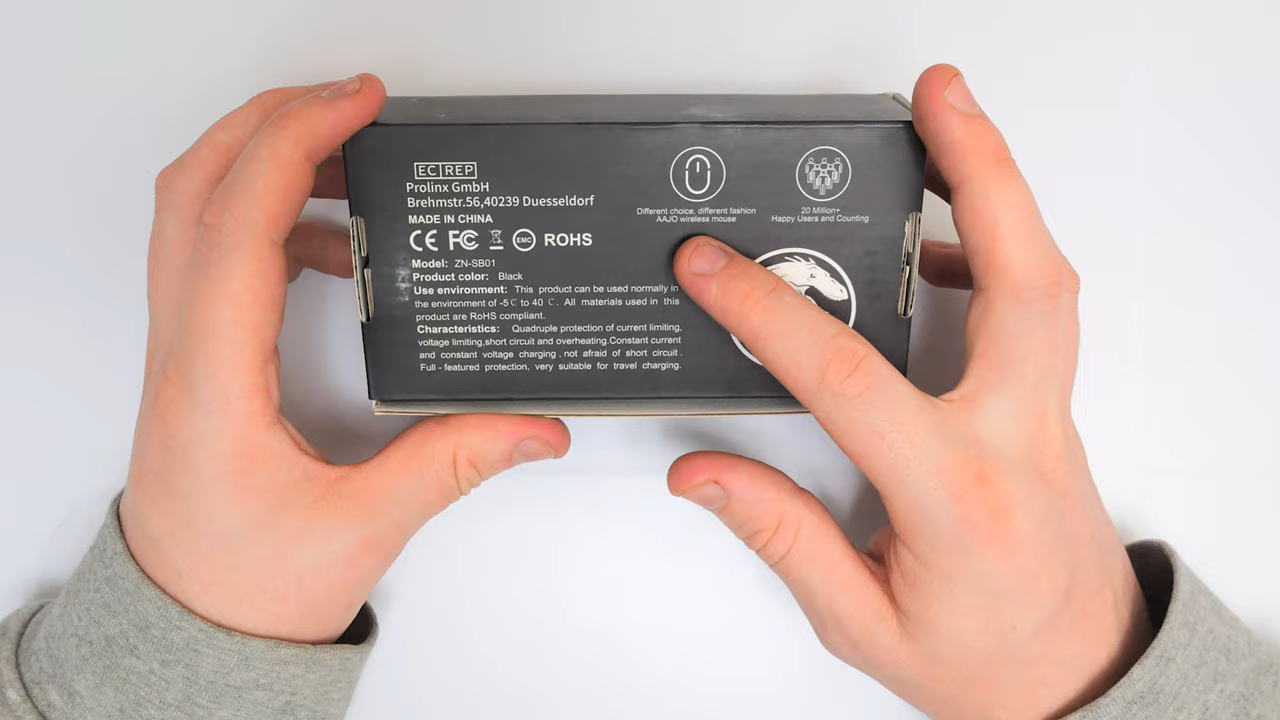 EC REP
Prolinx GmbH
Brehmstr.56,40239 Duesseldorf
MADE IN CHINA
CE FC EMC ROHS
Model: ZN-SB01
Product color: Black
Use environment: This product can be used normally in
the environment of -5℃ to 40 ℃. All materials used in this
product are RoHS compliant.
Characteristics: Quadruple protection of current limiting,
voltage limiting,short circuit and overheating.Constant current
and constant voltage charging , not afraid of short circuit .
Full - featured protection, very suitable for travel charging.
Different choice, different fashion
AAJO wireless mouse
20 Million+
Happy Users and Counting